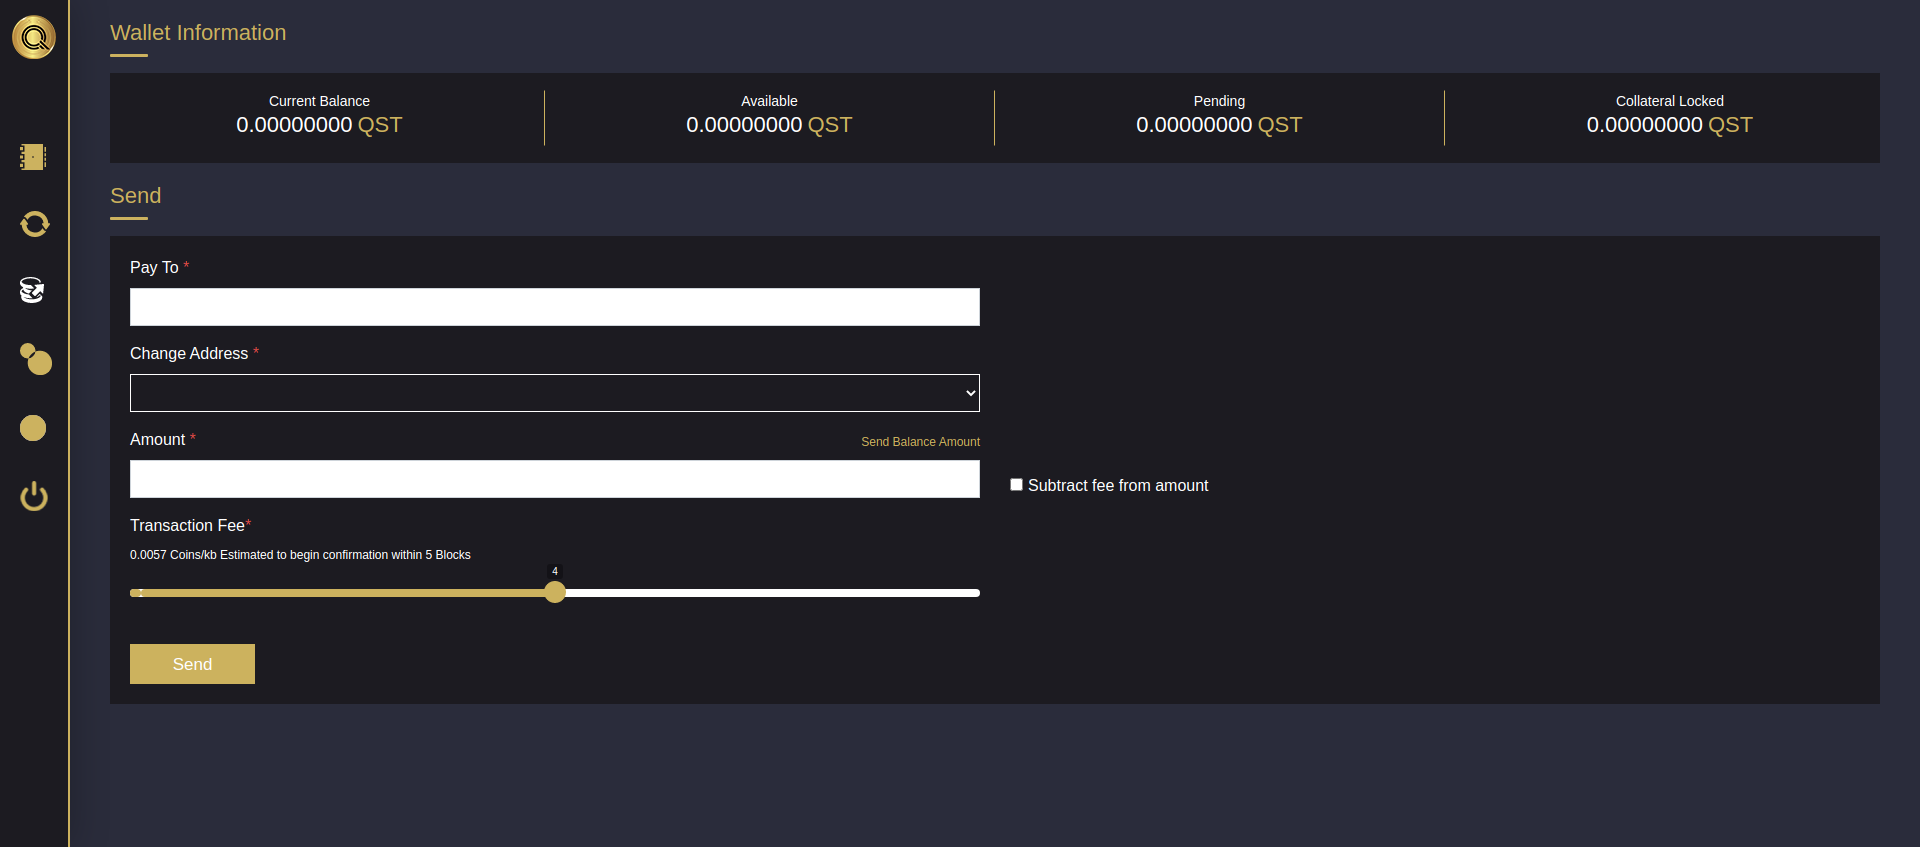 Wallet Information
Current Balance
0.00000000 QST
Available
0.00000000 QST
Pending
0.00000000 QST
Collateral Locked
0.00000000 QST
Send
Pay To *
Change Address *
Amount *
Send Balance Amount
Subtract fee from amount
Transaction Fee*
0.0057 Coins/kb Estimated to begin confirmation within 5 Blocks
4
Send